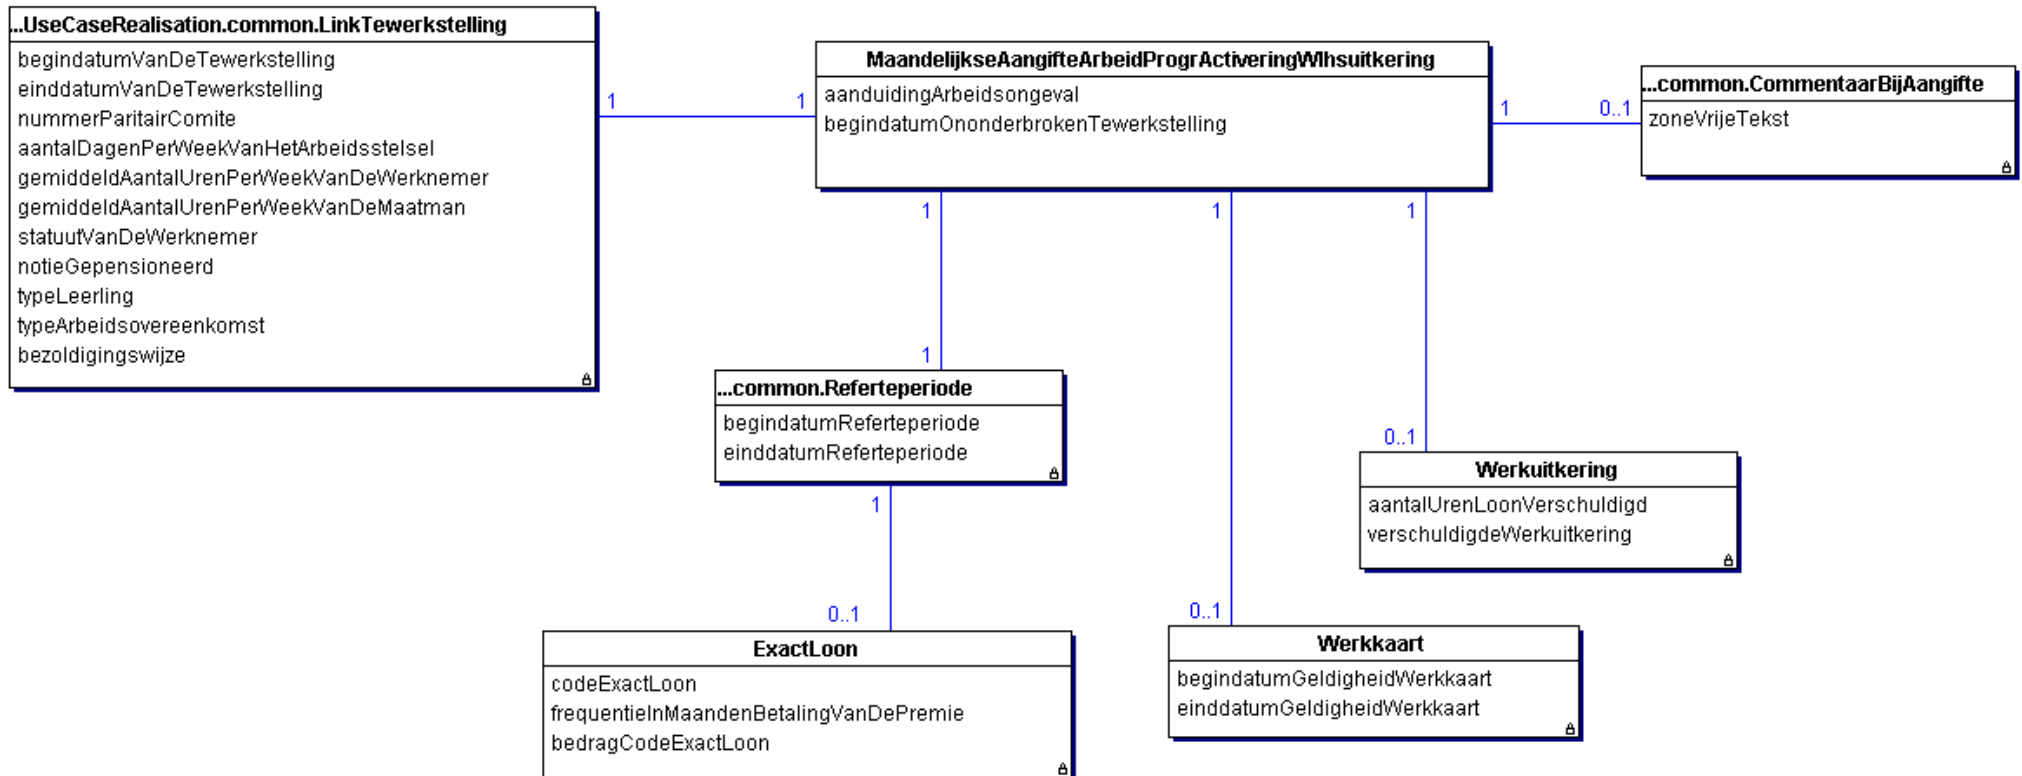 ...UseCaseRealisation.common.LinkTewerkstelling
begindatumVanDeTewerkstelling
einddatumVanDeTewerkstelling
nummerParitairComite
aantalDagenPerWeekVanHetArbeidsstelsel
gemiddeldAantalUrenPerWeekVanDeWerknemer
gemiddeldAantalUrenPerWeekVanDeMaatman
statuutVanDeWerknemer
notieGepensioneerd
typeLeerling
typeArbeidsovereenkomst
bezoldigingswijze
1
1
MaandelijkseAangifteArbeidProgrActiveringWlhsuitkering
aanduidingArbeidsongeval
begindatumOnonderbrokenTewerkstelling
1
0..1
...common.CommentaarBijAangifte
zoneVrijeTekst
1
1
1
1
...common.Referteperiode
begindatumReferteperiode
einddatumReferteperiode
0..1
Werkuitkering
aantalUrenLoonVerschuldigd
verschuldigdeWerkuitkering
1
0..1
ExactLoon
codeExactLoon
frequentieInMaandenBetalingVanDePremie
bedragCodeExactLoon
0..1
Werkkaart
begindatumGeldigheidWerkkaart
einddatumGeldigheidWerkkaart